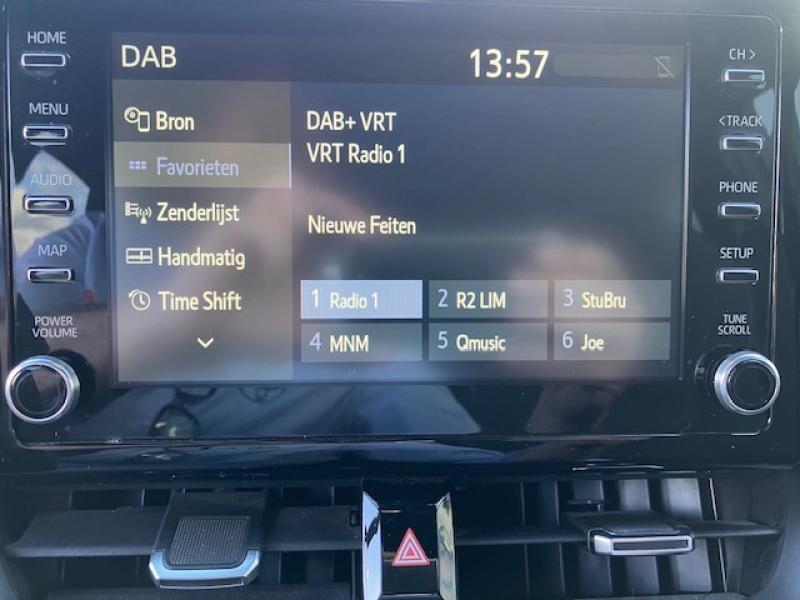 HOME
MENU
AUDIO
MAP
POWER
VOLUME
DAB
13:57
Bron
Favorieten
Zenderlijst
Handmatig
Time Shift
DAB+ VRT
VRT Radio 1
Nieuwe Feiten
1 Radio 1
2 R2 LIM
3 StuBru
4 MNM
5 Qmusic
6 Joe
CH >
< TRACK
PHONE
SETUP
TUNE
SCROLL